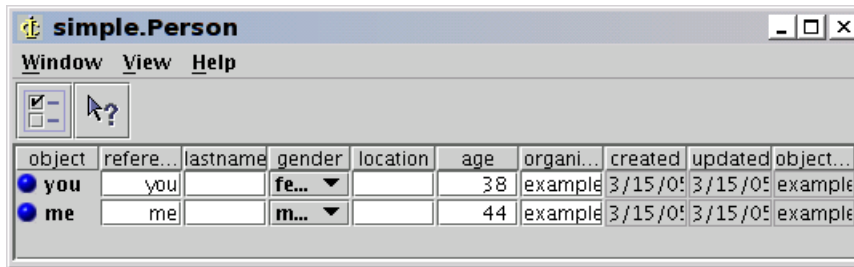 simple.Person
Window View Help
object refere... lastname gender location age organi... created updated object...
you you fe... 38 example 3/15/05 3/15/05 example
me me m... 44 example 3/15/05 3/15/05 example